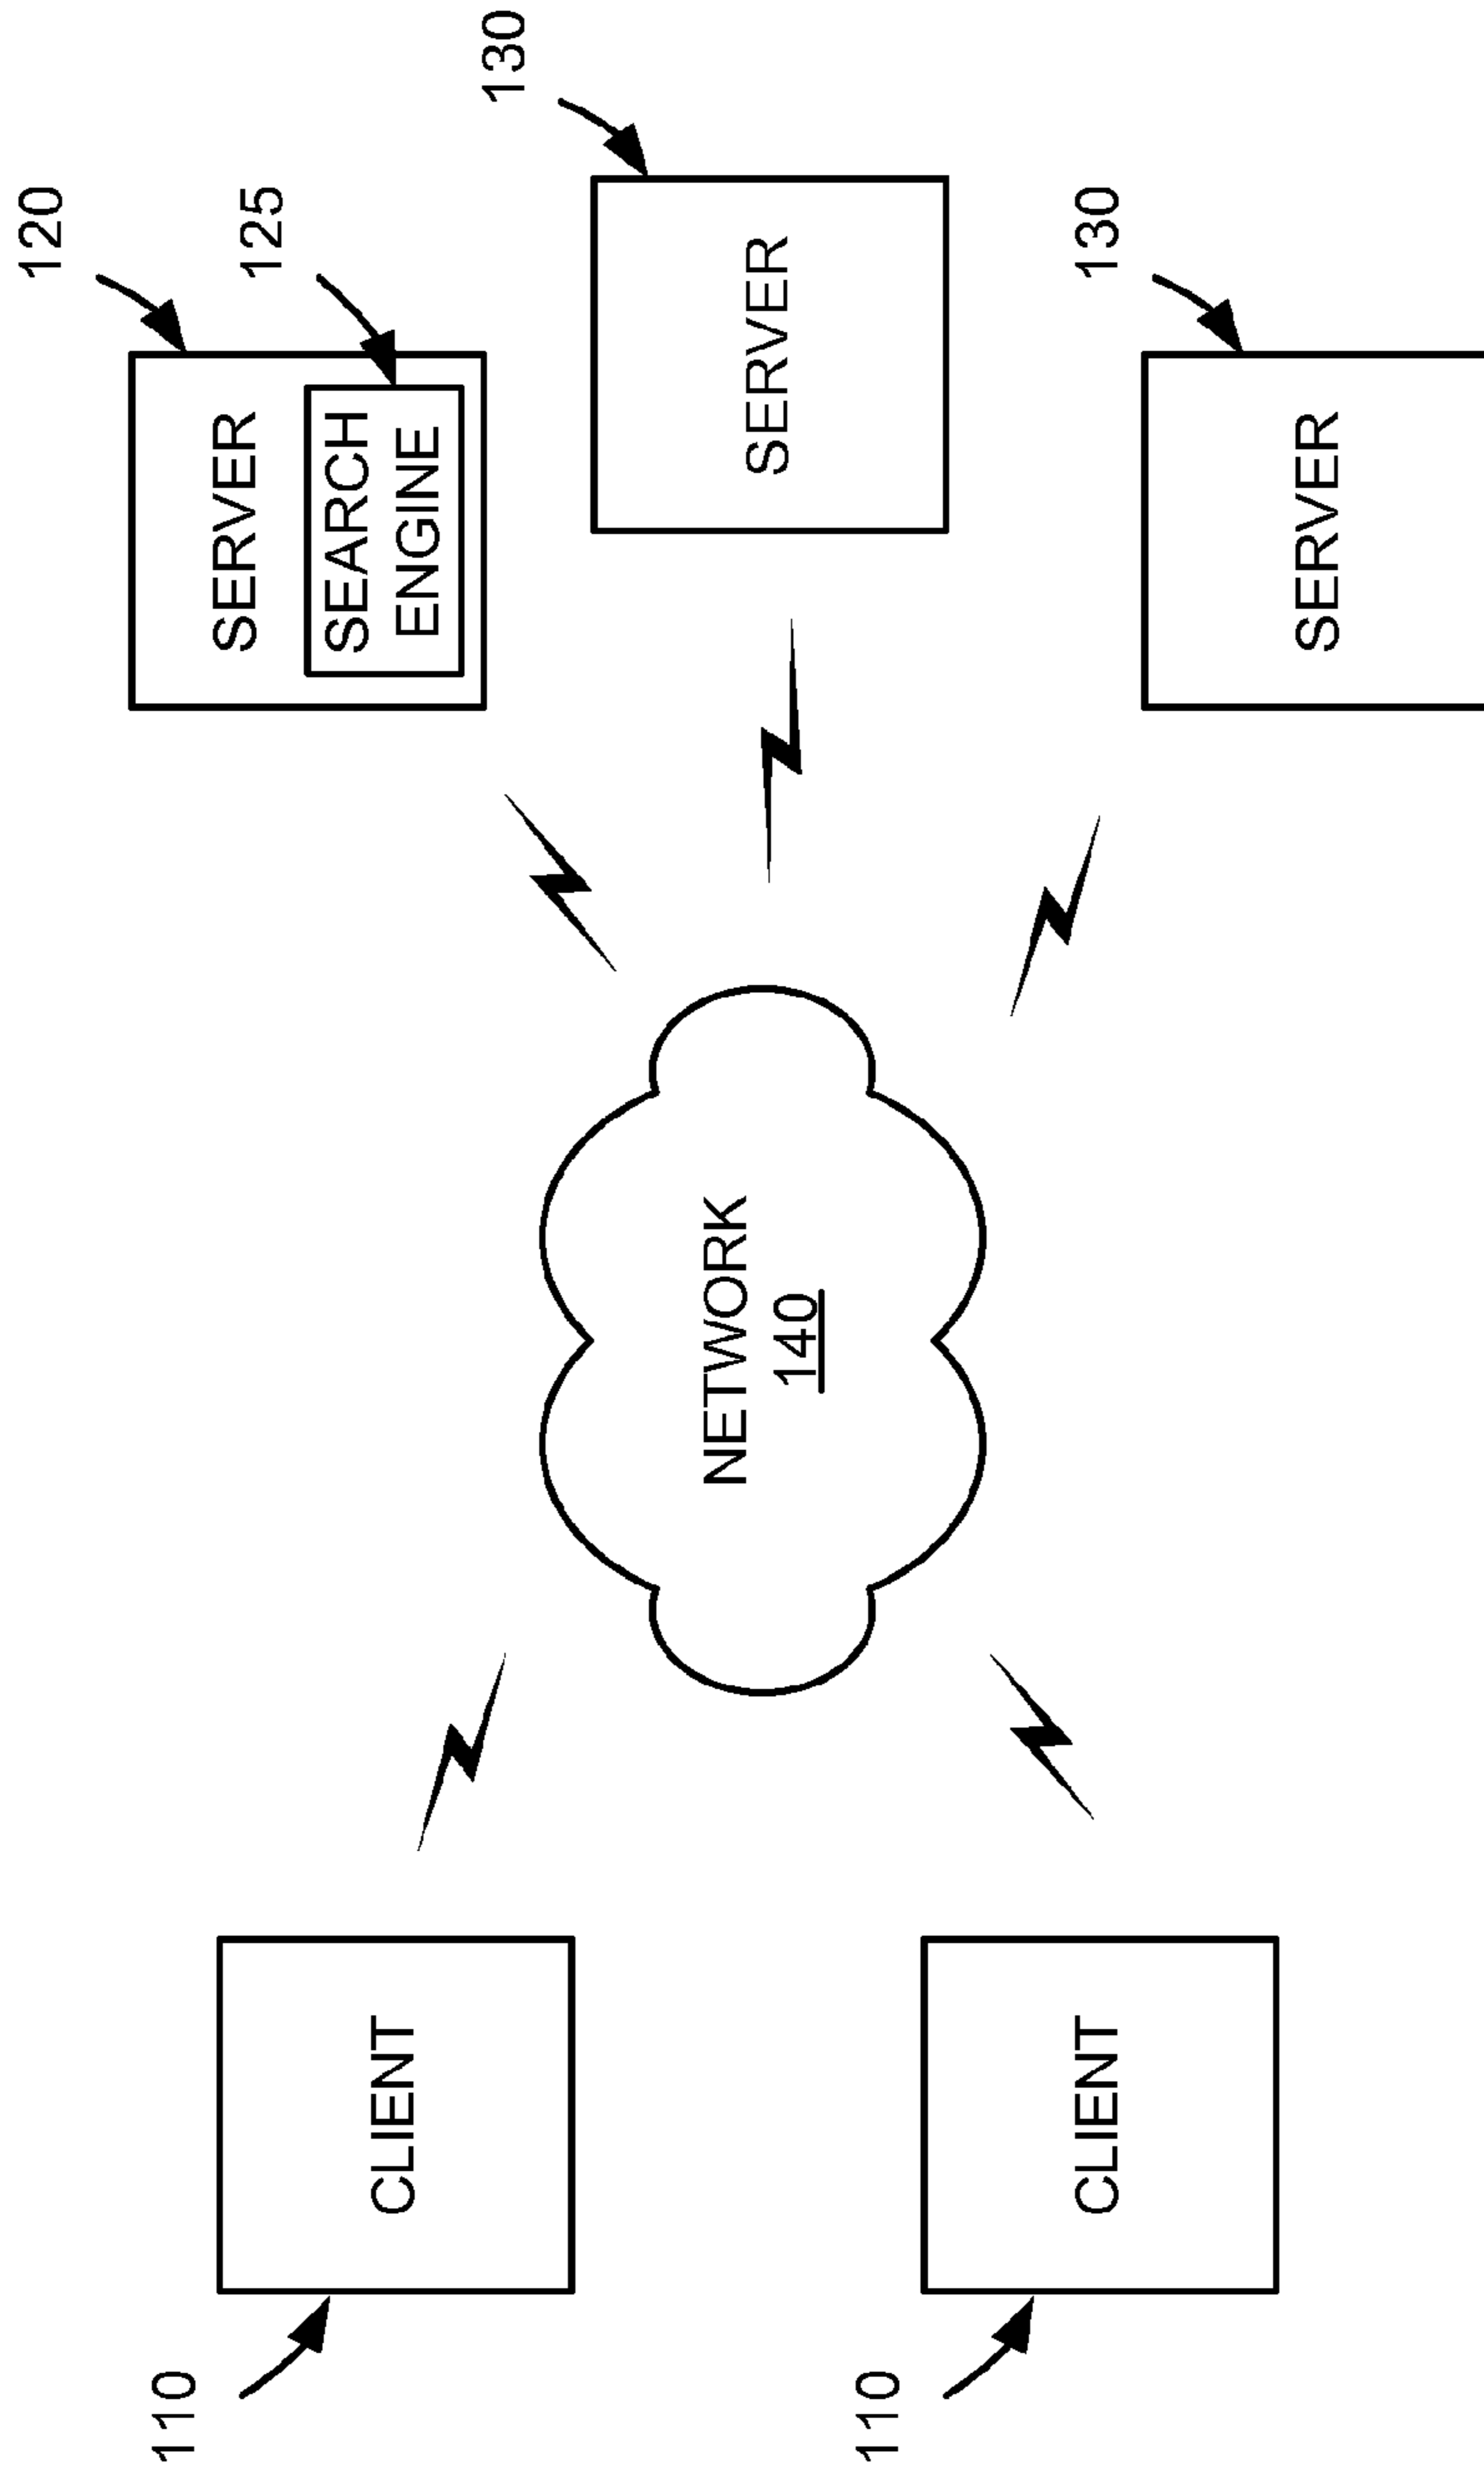 120
SERVER
125
SEARCH
ENGINE
110
CLIENT
130
SERVER
NETWORK
140
110
CLIENT
130
SERVER